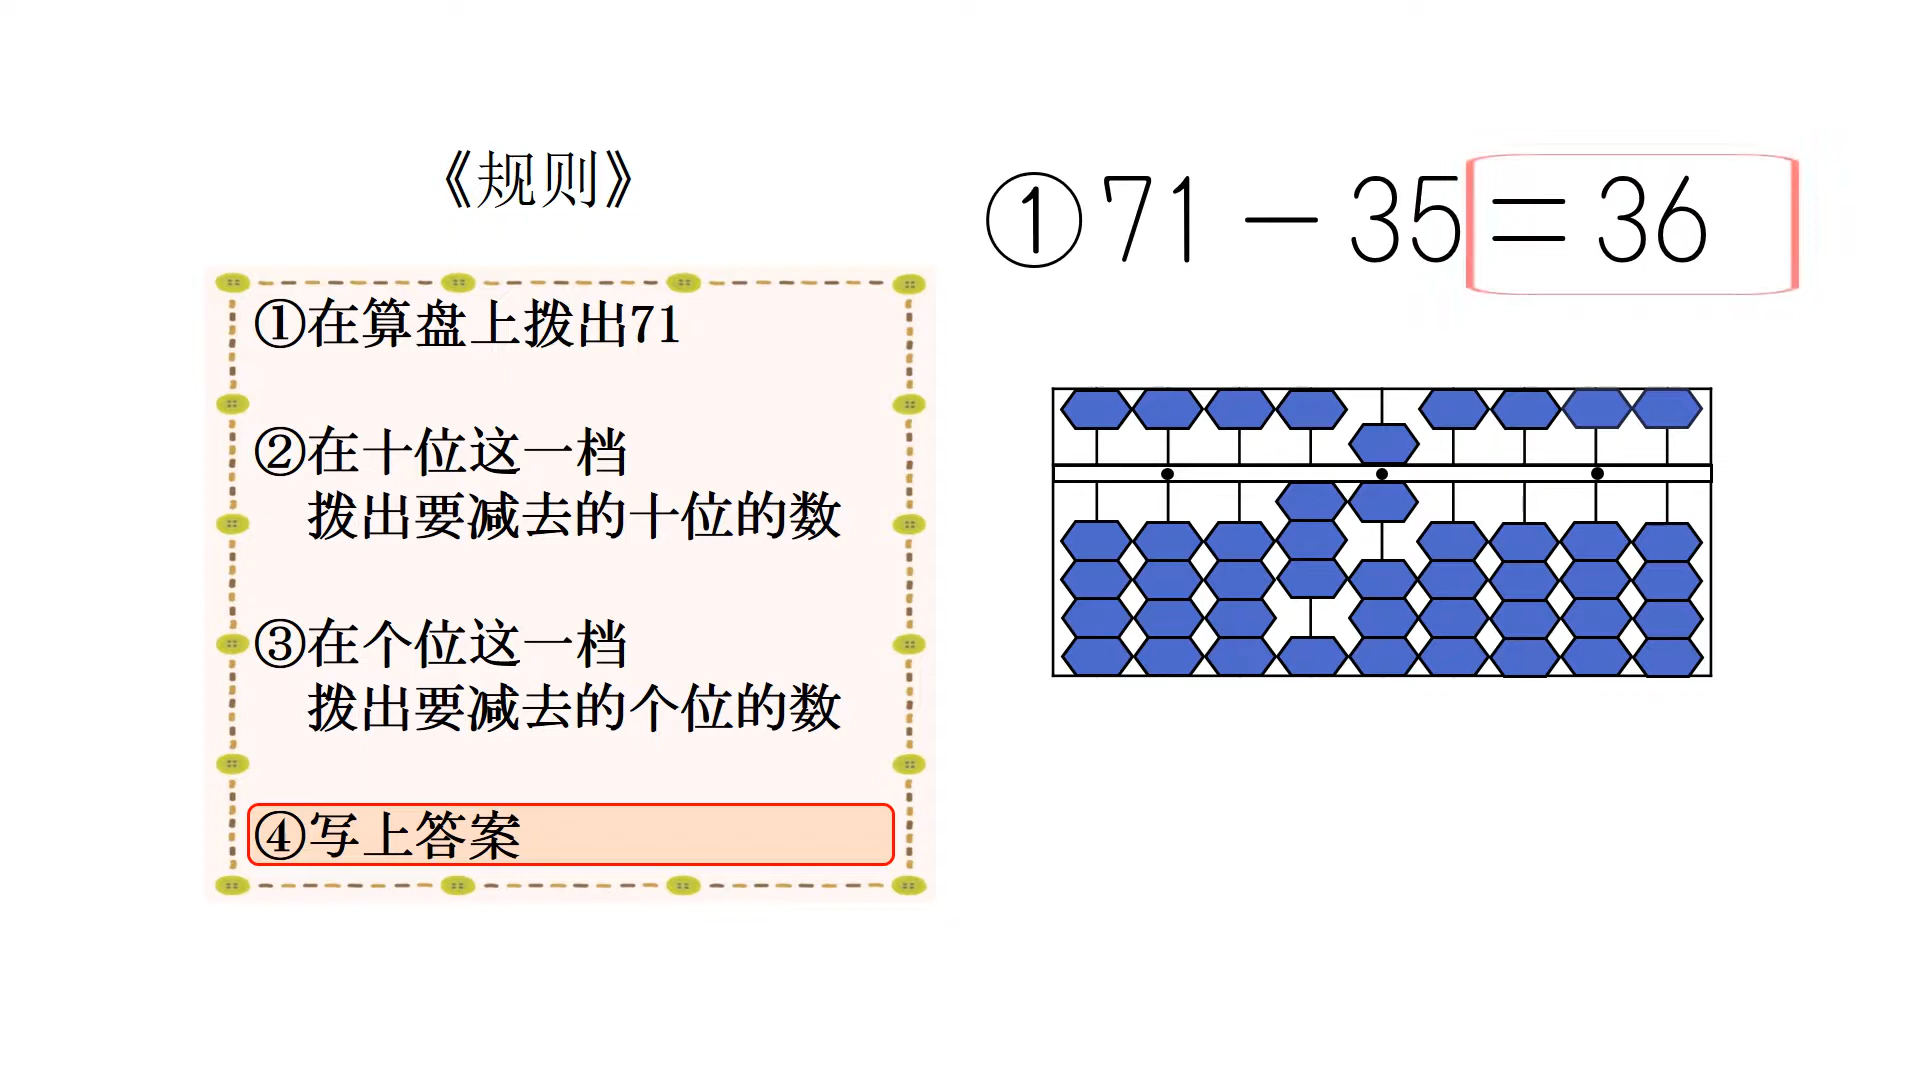 《规则》
①在算盘上拨出71
②在十位这一档
拨出要减去的十位的数
③在个位这一档
拨出要减去的个位的数
④写上答案
①71－35＝36